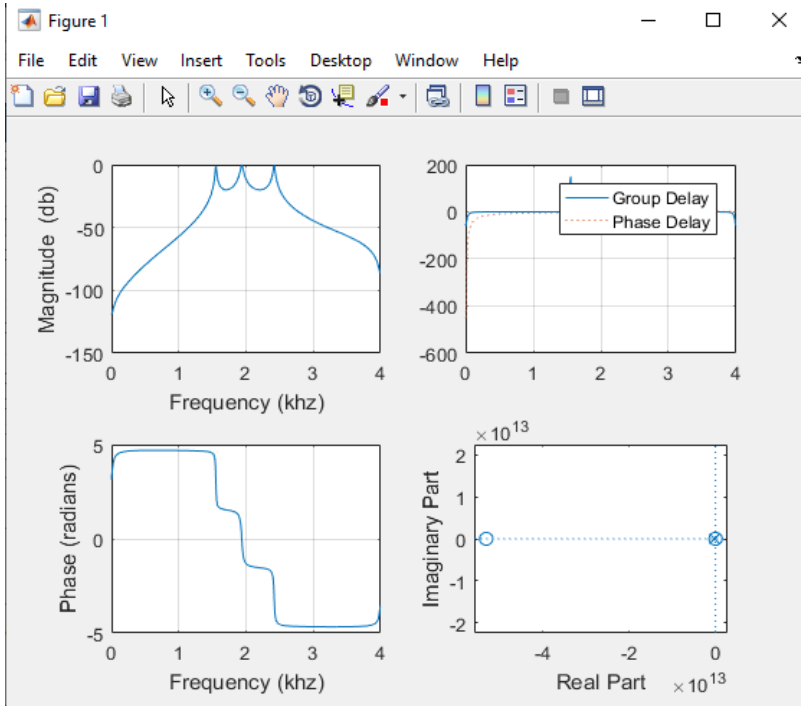 Figure 1
File Edit View Insert Tools Desktop Window Help
0
-50
-100
-150
Magnitude (db)
0 1 2 3 4
Frequency (khz)
200
0
-200
-400
-600
Group Delay
Phase Delay
0 1 2 3 4
5
0
-5
Phase (radians)
0 1 2 3 4
Frequency (khz)
×10^13
2
1
0
-1
-2
Imaginary Part
-4 -2 0
Real Part ×10^13